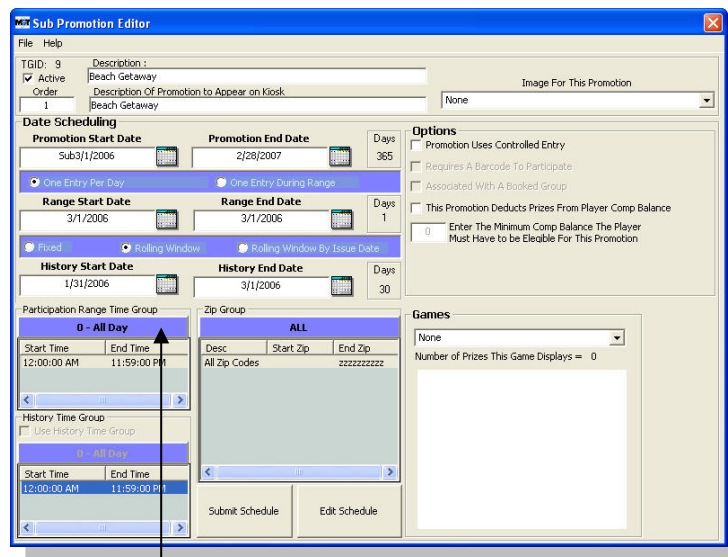 Sub Promotion Editor
File Help
TGID: 9 Description :
Active Beach Getaway
Image For This Promotion
Order Description Of Promotion to Appear on Kiosk
1 Beach Getaway None
Date Scheduling
Promotion Start Date Promotion End Date Days
Sub3/1/2006 2/28/2007 365
One Entry Per Day One Entry During Range
Range Start Date Range End Date Days
3/1/2006 3/1/2006 1
Fixed Rolling Window Rolling Window By Issue Date
History Start Date History End Date Days
1/31/2006 3/1/2006 30
Options
Promotion Uses Controlled Entry
Requires A Barcode To Participate
Associated With A Booked Group
This Promotion Deducts Prizes From Player Comp Balance
0 Enter The Minimum Comp Balance The Player
Must Have to be Elegible For This Promotion
Participation Range Time Group
0 - All Day
Start Time End Time
12:00:00 AM 11:59:00 PM
History Time Group
Use History Time Group
0 - All Day
Start Time End Time
12:00:00 AM 11:59:00 PM
Zip Group
ALL
Desc Start Zip End Zip
All Zip Codes zzzzzzzzzz
Submit Schedule Edit Schedule
Games
None
Number of Prizes This Game Displays = 0